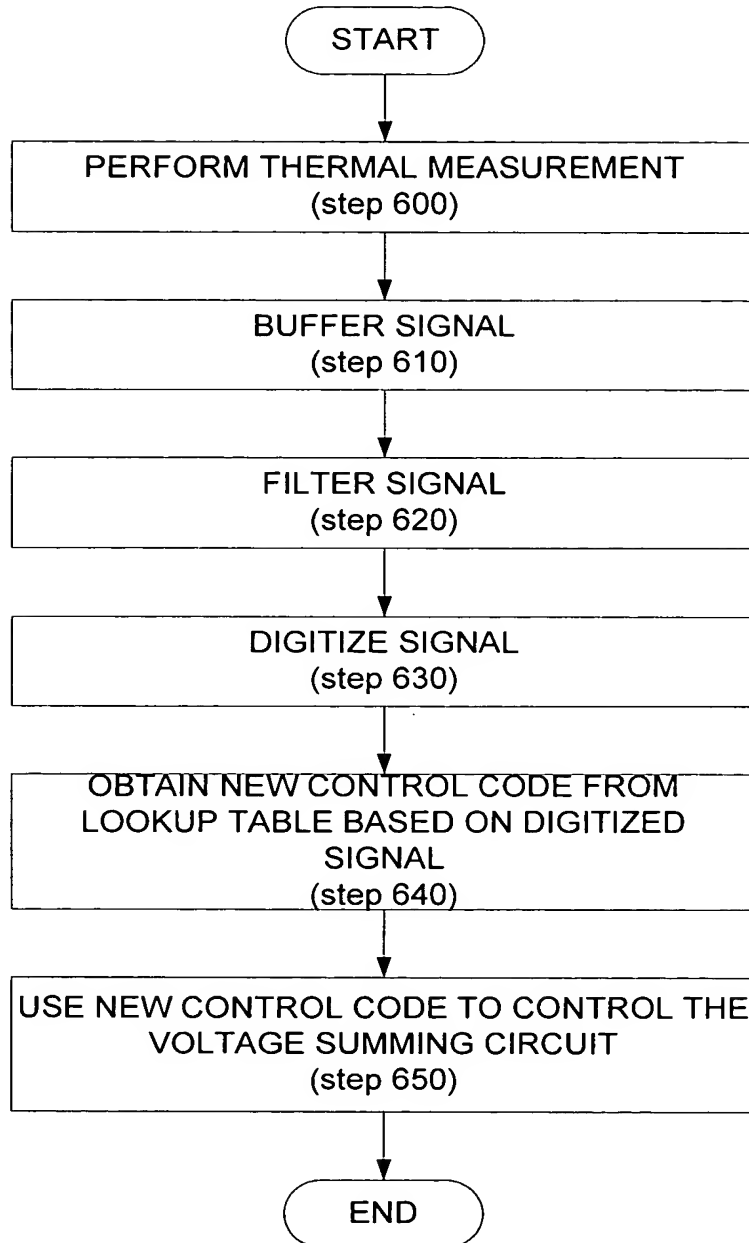 START
PERFORM THERMAL MEASUREMENT
(step 600)
BUFFER SIGNAL
(step 610)
FILTER SIGNAL
(step 620)
DIGITIZE SIGNAL
(step 630)
OBTAIN NEW CONTROL CODE FROM
LOOKUP TABLE BASED ON DIGITIZED
SIGNAL
(step 640)
USE NEW CONTROL CODE TO CONTROL THE
VOLTAGE SUMMING CIRCUIT
(step 650)
END